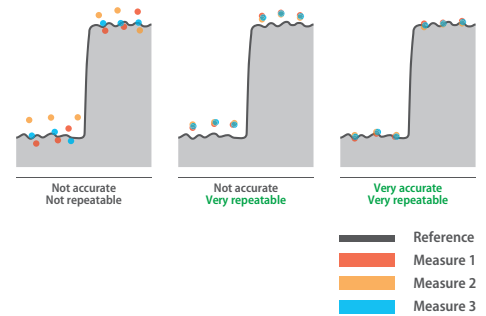 Not accurate
Not repeatable
Not accurate
Very repeatable
Very accurate
Very repeatable
Reference
Measure 1
Measure 2
Measure 3